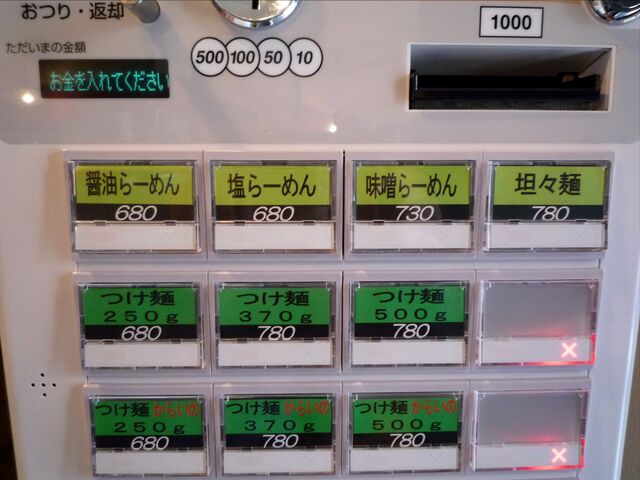 おつり・返却
1000
ただいまの金額
500 100 50 10
お金を入れてください
醤油らーめん
680
塩らーめん
680
味噌らーめん
730
坦々麺
780
つけ麺
250g
680
つけ麺
370g
780
つけ麺
500g
780
×
つけ麺からいの
250g
680
つけ麺からいの
370g
780
つけ麺からいの
500g
780
×